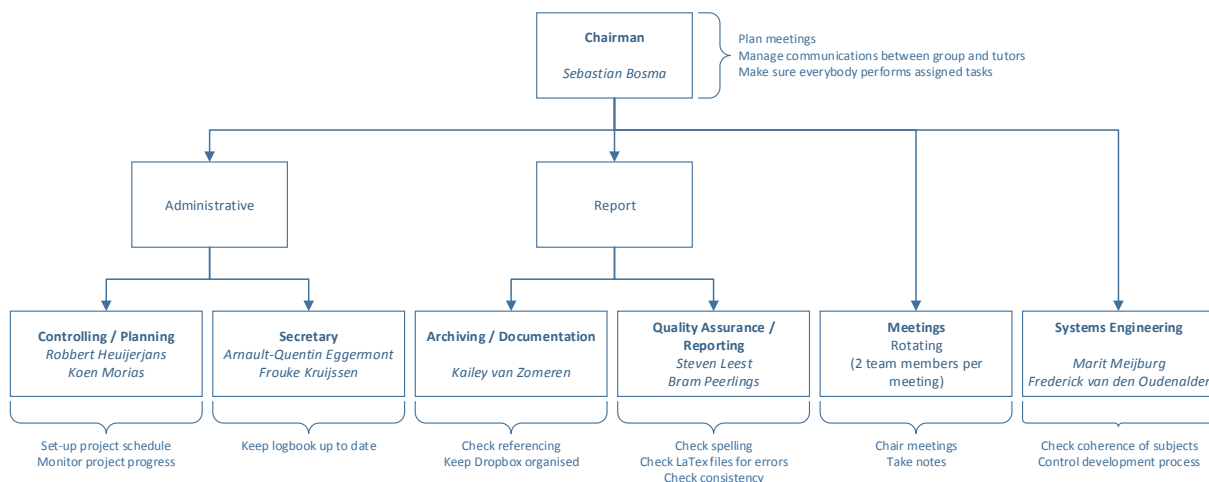 Chairman
Sebastian Bosma
Plan meetings
Manage communications between group and tutors
Make sure everybody performs assigned tasks
Administrative
Report
Controlling / Planning
Robbert Heuijerjans
Koen Morias
Secretary
Arnault-Quentin Eggermont
Frouke Kruijssen
Archiving / Documentation
Kailey van Zomeren
Quality Assurance /
Reporting
Steven Leest
Bram Peerlings
Meetings
Rotating
(2 team members per
meeting)
Systems Engineering
Marit Meijburg
Frederick van den Oudenalder
Set-up project schedule
Monitor project progress
Keep logbook up to date
Check referencing
Keep Dropbox organised
Check spelling
Check LaTex files for errors
Check consistency
Chair meetings
Take notes
Check coherence of subjects
Control development process